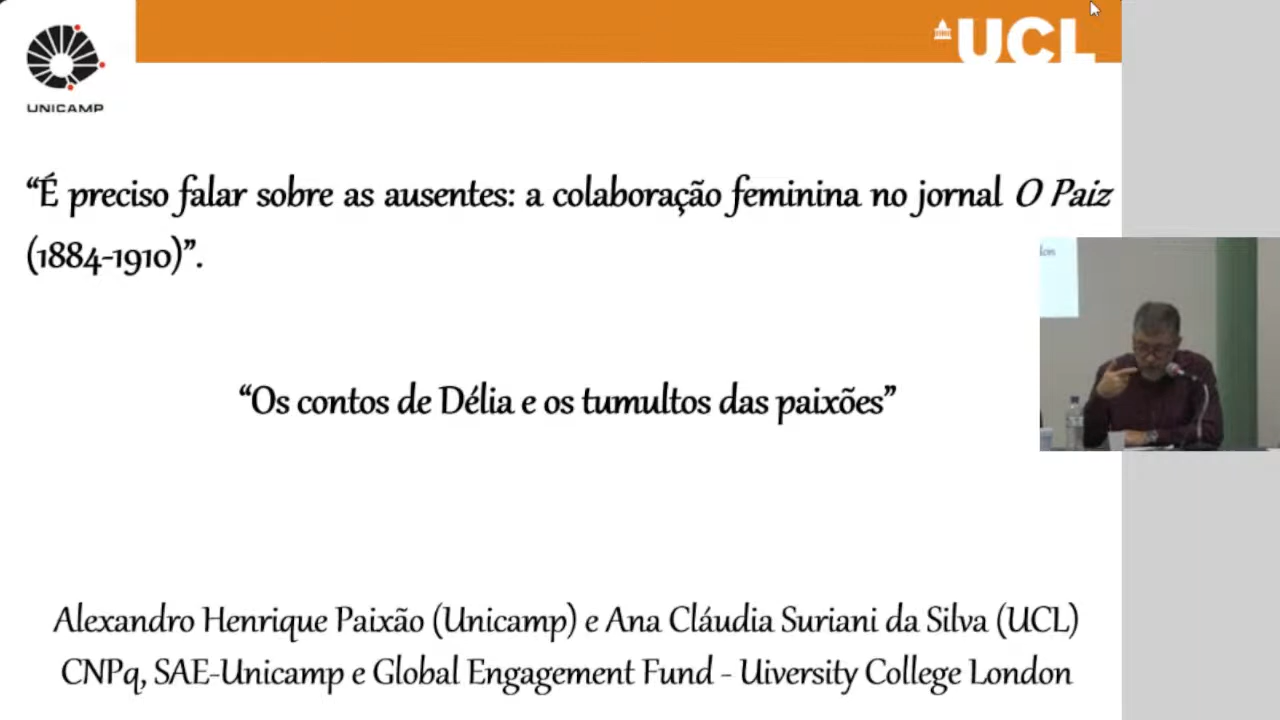 UNICAMP
UCL
“É preciso falar sobre as ausentes: a colaboração feminina no jornal O Paiz
(1884-1910)”.
“Os contos de Délia e os tumultos das paixões”
Alexandro Henrique Paixão (Unicamp) e Ana Cláudia Suriani da Silva (UCL)
CNPq, SAE-Unicamp e Global Engagement Fund - Uiversity College London